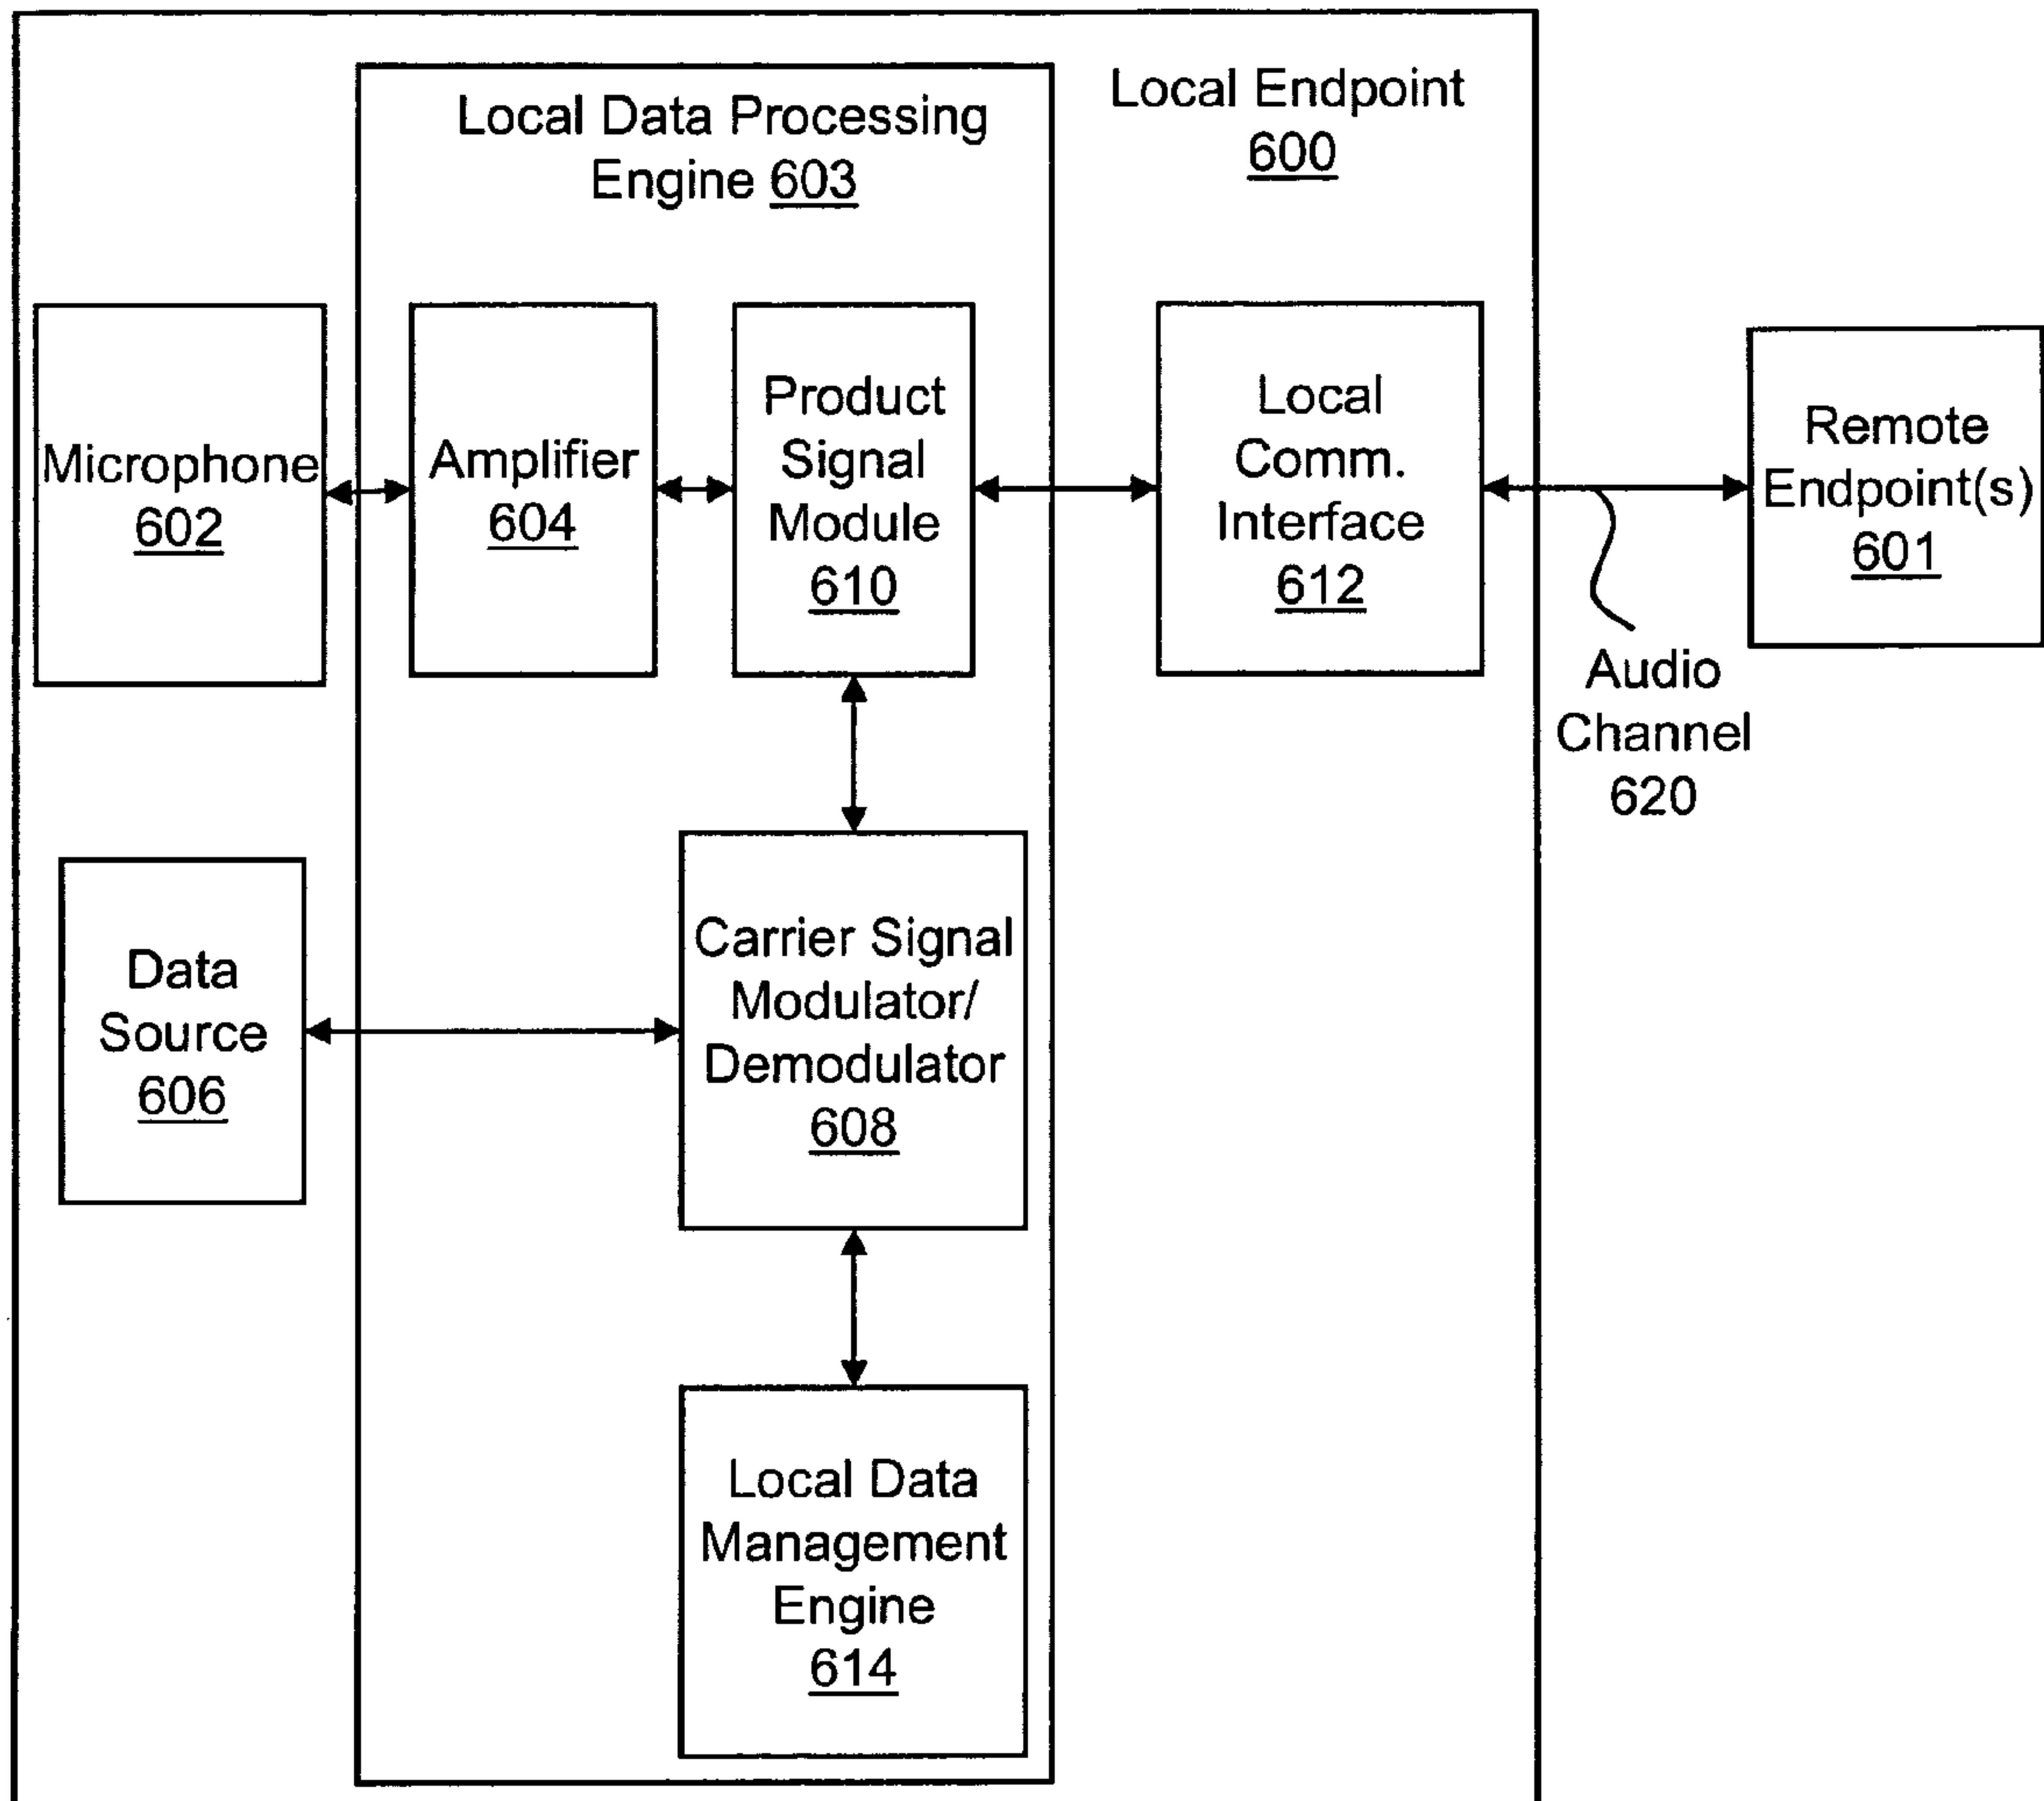 Local Data Processing
Engine 603
Local Endpoint
600
Microphone
602
Amplifier
604
Product
Signal
Module
610
Local
Comm.
Interface
612
Remote
Endpoint(s)
601
Audio
Channel
620
Data
Source
606
Carrier Signal
Modulator/
Demodulator
608
Local Data
Management
Engine
614